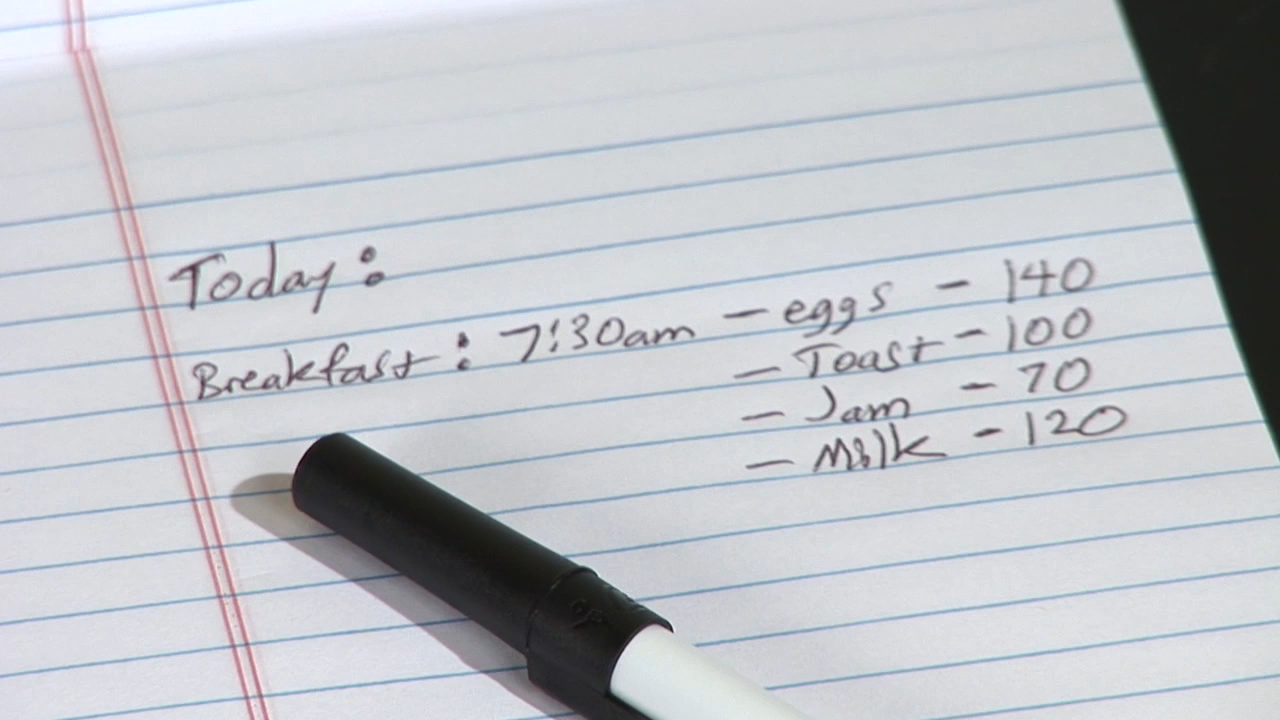 Today:
Breakfast: 7:30am - eggs - 140
- Toast - 100
- Jam - 70
- Milk - 120